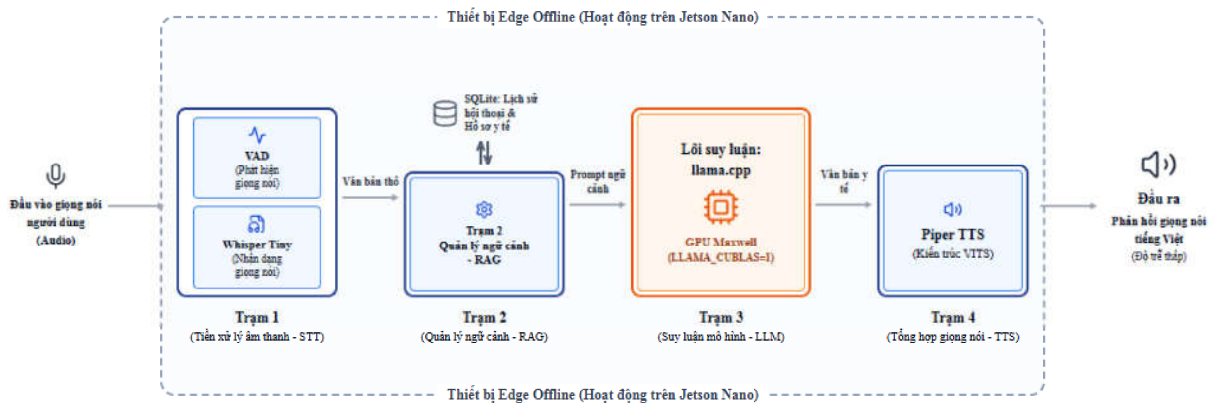 Thiết bị Edge Offline (Hoạt động trên Jetson Nano)
Đầu vào giọng nói
người dùng
(Audio)
VAD
(Phát hiện
giọng nói)
Whisper Tiny
(Nhận dạng
giọng nói)
Trạm 1
(Tiền xử lý âm thanh - STT)
Văn bản thô
SQLite: Lịch sử
hội thoại &
Hồ sơ y tế
Trạm 2
Quản lý ngữ cảnh
- RAG
Trạm 2
(Quản lý ngữ cảnh - RAG)
Prompt ngữ
cảnh
Lõi suy luận:
llama.cpp
GPU Maxwell
(LLAMA_CUBLAS=1)
Trạm 3
(Suy luận mô hình - LLM)
Văn bản y
tế
Piper TTS
(Kiến trúc VITS)
Trạm 4
(Tổng hợp giọng nói - TTS)
Đầu ra
Phản hồi giọng nói
tiếng Việt
(Độ trễ thấp)
Thiết bị Edge Offline (Hoạt động trên Jetson Nano)